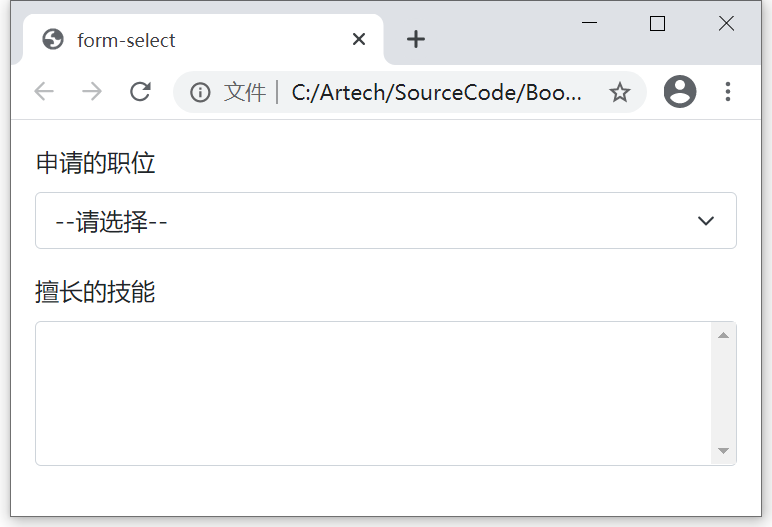 form-select
文件 | C:/Artech/SourceCode/Boo...
申请的职位
--请选择--
擅长的技能